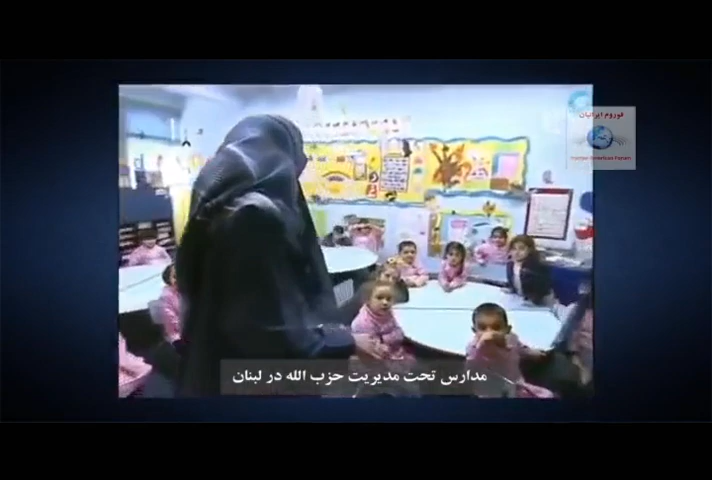 فوروم ایرانیان
مدارس تحت مدیریت حزب الله در لبنان